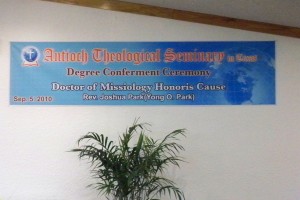 Antioch Theological Seminary in
Degree Conferment Ceremony
Doctor of Missiology Honoris Cause
Rev. Joshua Park(Yong O. Park)
Sep. 5, 2010